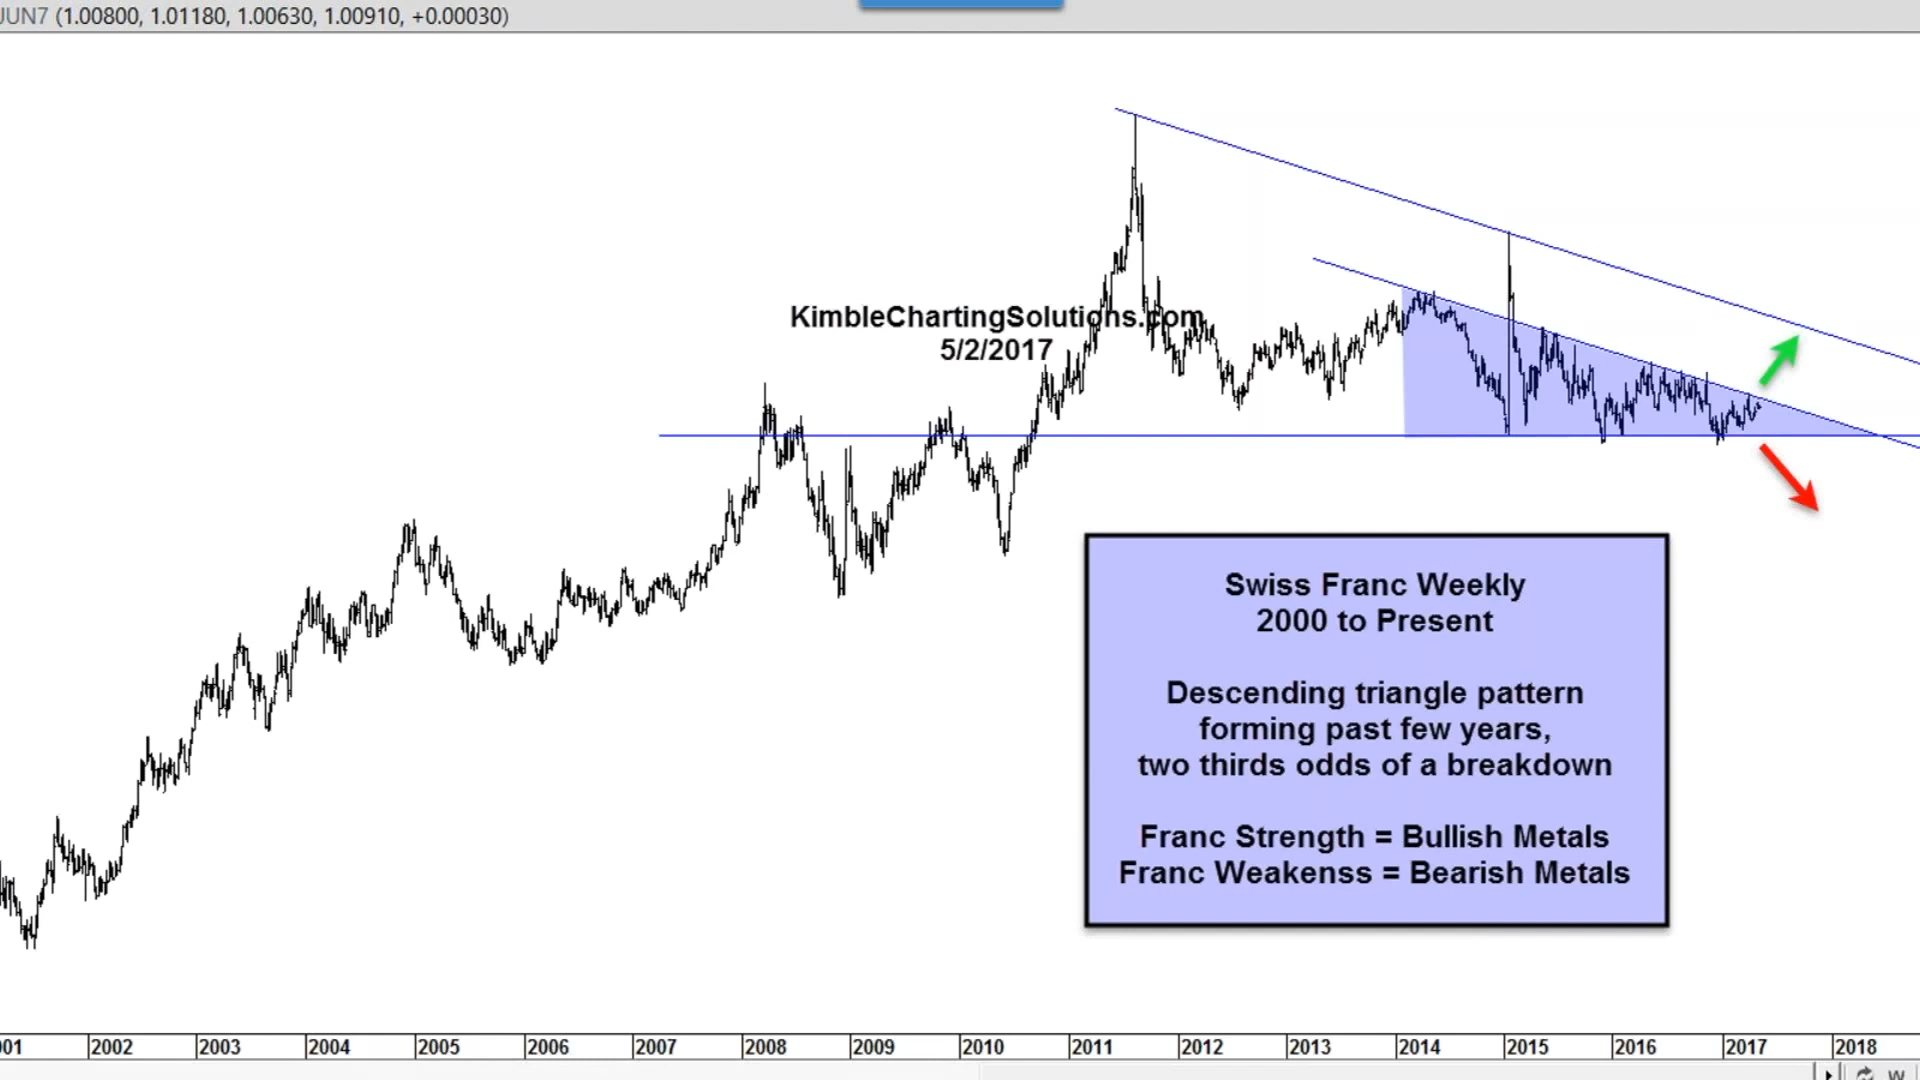 JUN7 (1.00800, 1.01180, 1.00630, 1.00910, +0.00030)
KimbleChartingSolutions.com
5/2/2017
Swiss Franc Weekly
2000 to Present
Descending triangle pattern
forming past few years,
two thirds odds of a breakdown
Franc Strength = Bullish Metals
Franc Weakenss = Bearish Metals
001 2002 2003 2004 2005 2006 2007 2008 2009 2010 2011 2012 2013 2014 2015 2016 2017 2018
W